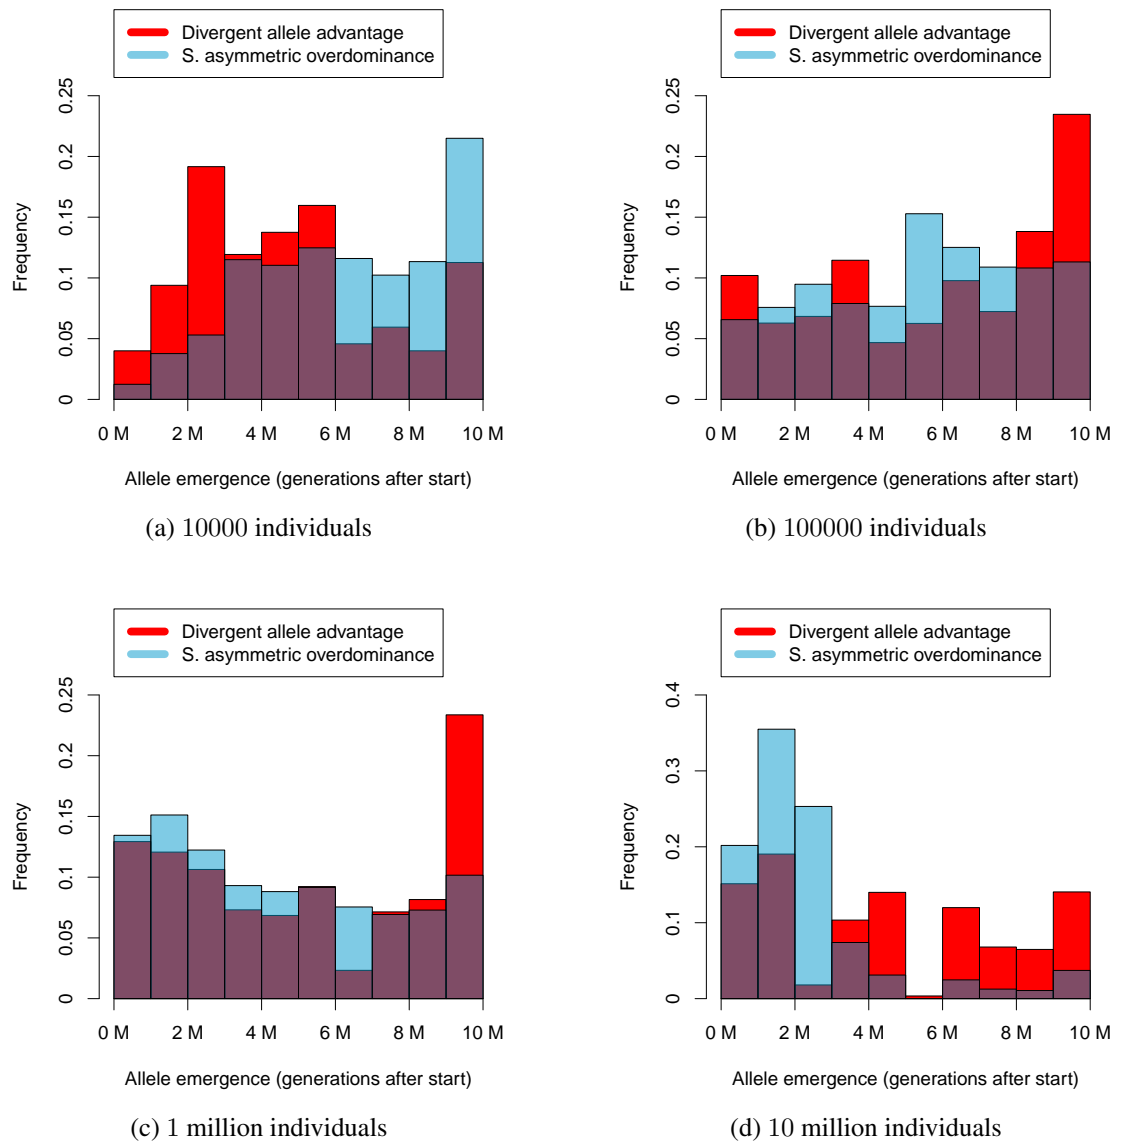 Divergent allele advantage
S. asymmetric overdominance
Frequency
0.25
0.2
0.15
0.1
0.05
0
0 M 2 M 4 M 6 M 8 M 10 M
Allele emergence (generations after start)
(a) 10000 individuals
Divergent allele advantage
S. asymmetric overdominance
Frequency
0.25
0.2
0.15
0.1
0.05
0
0 M 2 M 4 M 6 M 8 M 10 M
Allele emergence (generations after start)
(b) 100000 individuals
Divergent allele advantage
S. asymmetric overdominance
Frequency
0.25
0.2
0.15
0.1
0.05
0
0 M 2 M 4 M 6 M 8 M 10 M
Allele emergence (generations after start)
(c) 1 million individuals
Divergent allele advantage
S. asymmetric overdominance
Frequency
0.4
0.3
0.2
0.1
0
0 M 2 M 4 M 6 M 8 M 10 M
Allele emergence (generations after start)
(d) 10 million individuals